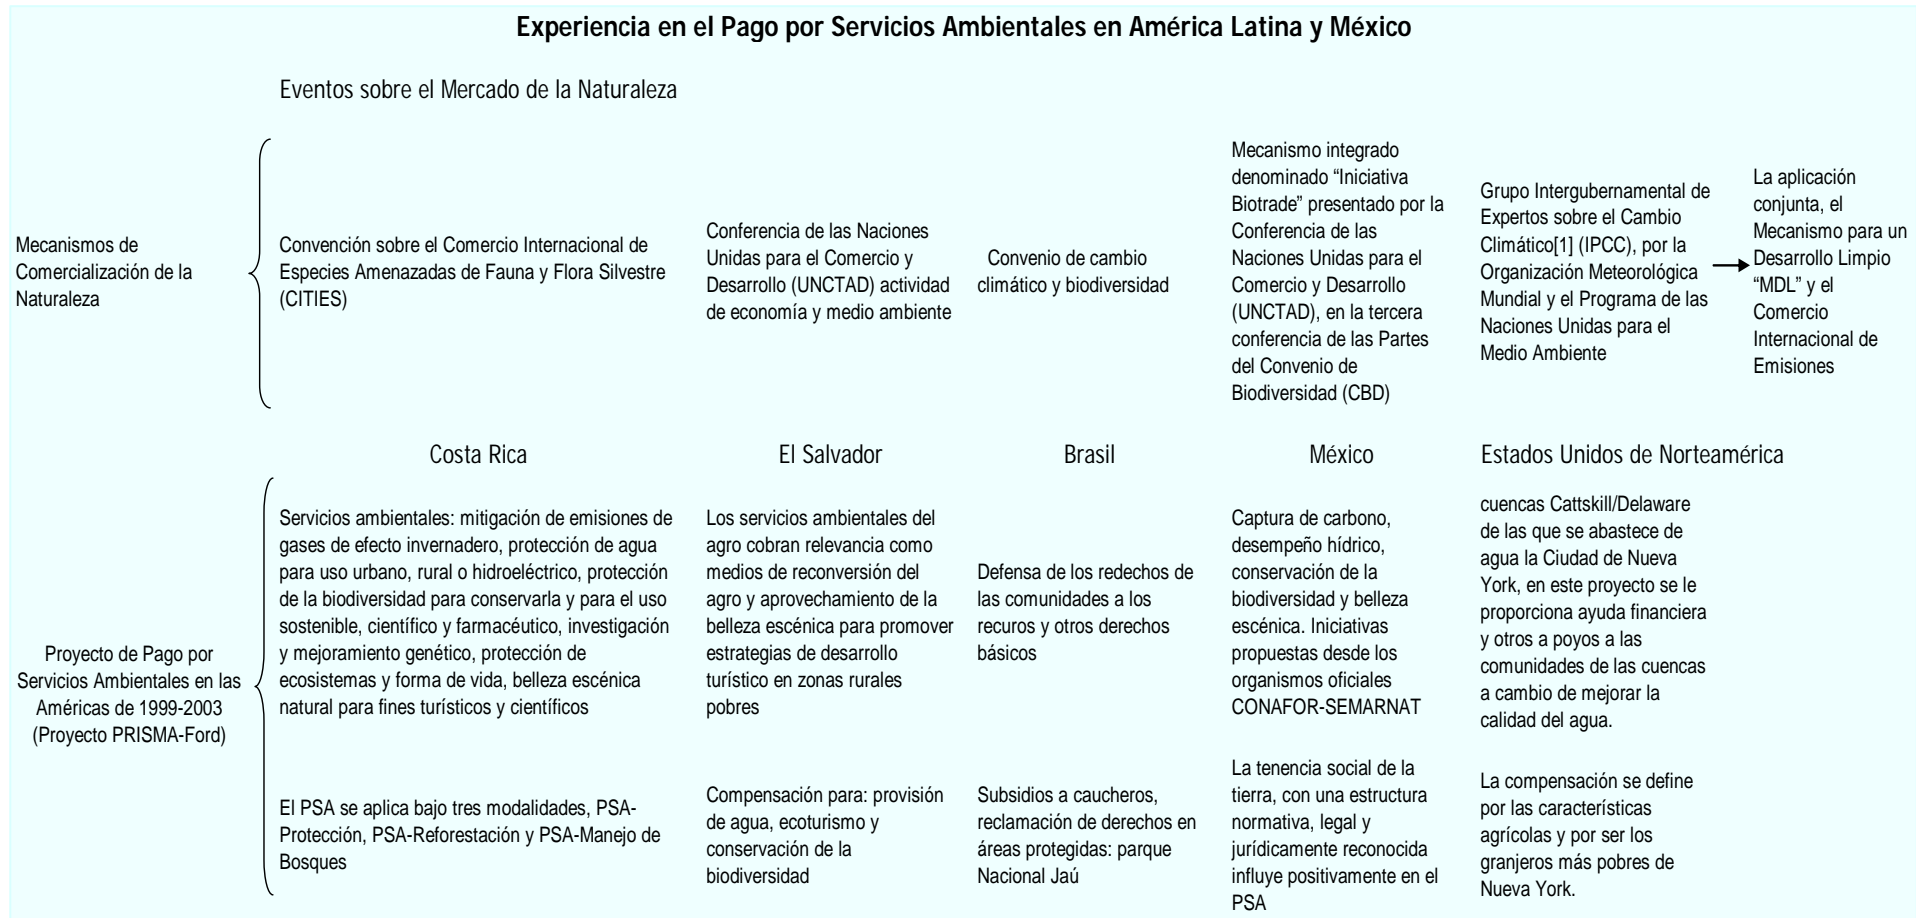 Experiencia en el Pago por Servicios Ambientales en América Latina y México
Eventos sobre el Mercado de la Naturaleza
Mecanismos de
Comercialización de la
Naturaleza
Convención sobre el Comercio Internacional de
Especies Amenazadas de Fauna y Flora Silvestre
(CITIES)
Conferencia de las Naciones
Unidas para el Comercio y
Desarrollo (UNCTAD) actividad
de economía y medio ambiente
Convenio de cambio
climático y biodiversidad
Mecanismo integrado
denominado “Iniciativa
Biotrade” presentado por la
Conferencia de las
Naciones Unidas para el
Comercio y Desarrollo
(UNCTAD), en la tercera
conferencia de las Partes
del Convenio de
Biodiversidad (CBD)
Grupo Intergubernamental de
Expertos sobre el Cambio
Climático[1] (IPCC), por la
Organización Meteorológica
Mundial y el Programa de las
Naciones Unidas para el
Medio Ambiente
La aplicación
conjunta, el
Mecanismo para un
Desarrollo Limpio
“MDL” y el
Comercio
Internacional de
Emisiones
Proyecto de Pago por
Servicios Ambientales en las
Américas de 1999-2003
(Proyecto PRISMA-Ford)
Costa Rica
El Salvador
Brasil
México
Estados Unidos de Norteamérica
Servicios ambientales: mitigación de emisiones de
gases de efecto invernadero, protección de agua
para uso urbano, rural o hidroeléctrico, protección
de la biodiversidad para conservarla y para el uso
sostenible, científico y farmacéutico, investigación
y mejoramiento genético, protección de
ecosistemas y forma de vida, belleza escénica
natural para fines turísticos y científicos
Los servicios ambientales del
agro cobran relevancia como
medios de reconversión del
agro y aprovechamiento de la
belleza escénica para promover
estrategias de desarrollo
turístico en zonas rurales
pobres
Defensa de los redechos de
las comunidades a los
recuros y otros derechos
básicos
Captura de carbono,
desempeño hídrico,
conservación de la
biodiversidad y belleza
escénica. Iniciativas
propuestas desde los
organismos oficiales
CONAFOR-SEMARNAT
cuencas Cattskill/Delaware
de las que se abastece de
agua la Ciudad de Nueva
York, en este proyecto se le
proporciona ayuda financiera
y otros a poyos a las
comunidades de las cuencas
a cambio de mejorar la
calidad del agua.
El PSA se aplica bajo tres modalidades, PSA-
Protección, PSA-Reforestación y PSA-Manejo de
Bosques
Compensación para: provisión
de agua, ecoturismo y
conservación de la
biodiversidad
Subsidios a caucheros,
reclamación de derechos en
áreas protegidas: parque
Nacional Jaú
La tenencia social de la
tierra, con una estructura
normativa, legal y
jurídicamente reconocida
influye positivamente en el
PSA
La compensación se define
por las características
agrícolas y por ser los
granjeros más pobres de
Nueva York.